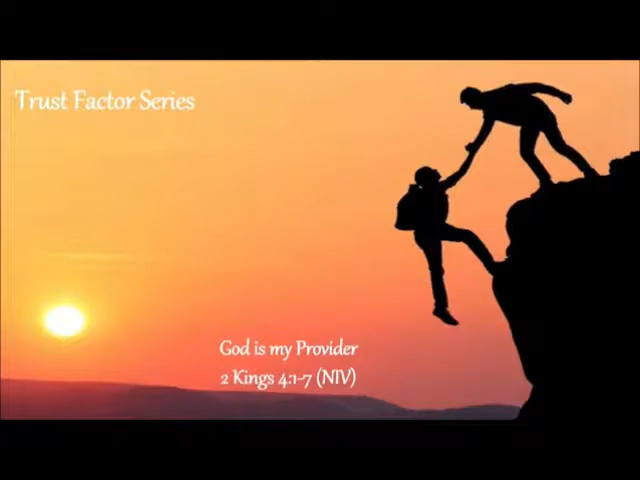 Trust Factor Series
God is my Provider
2 Kings 4:1-7 (NIV)